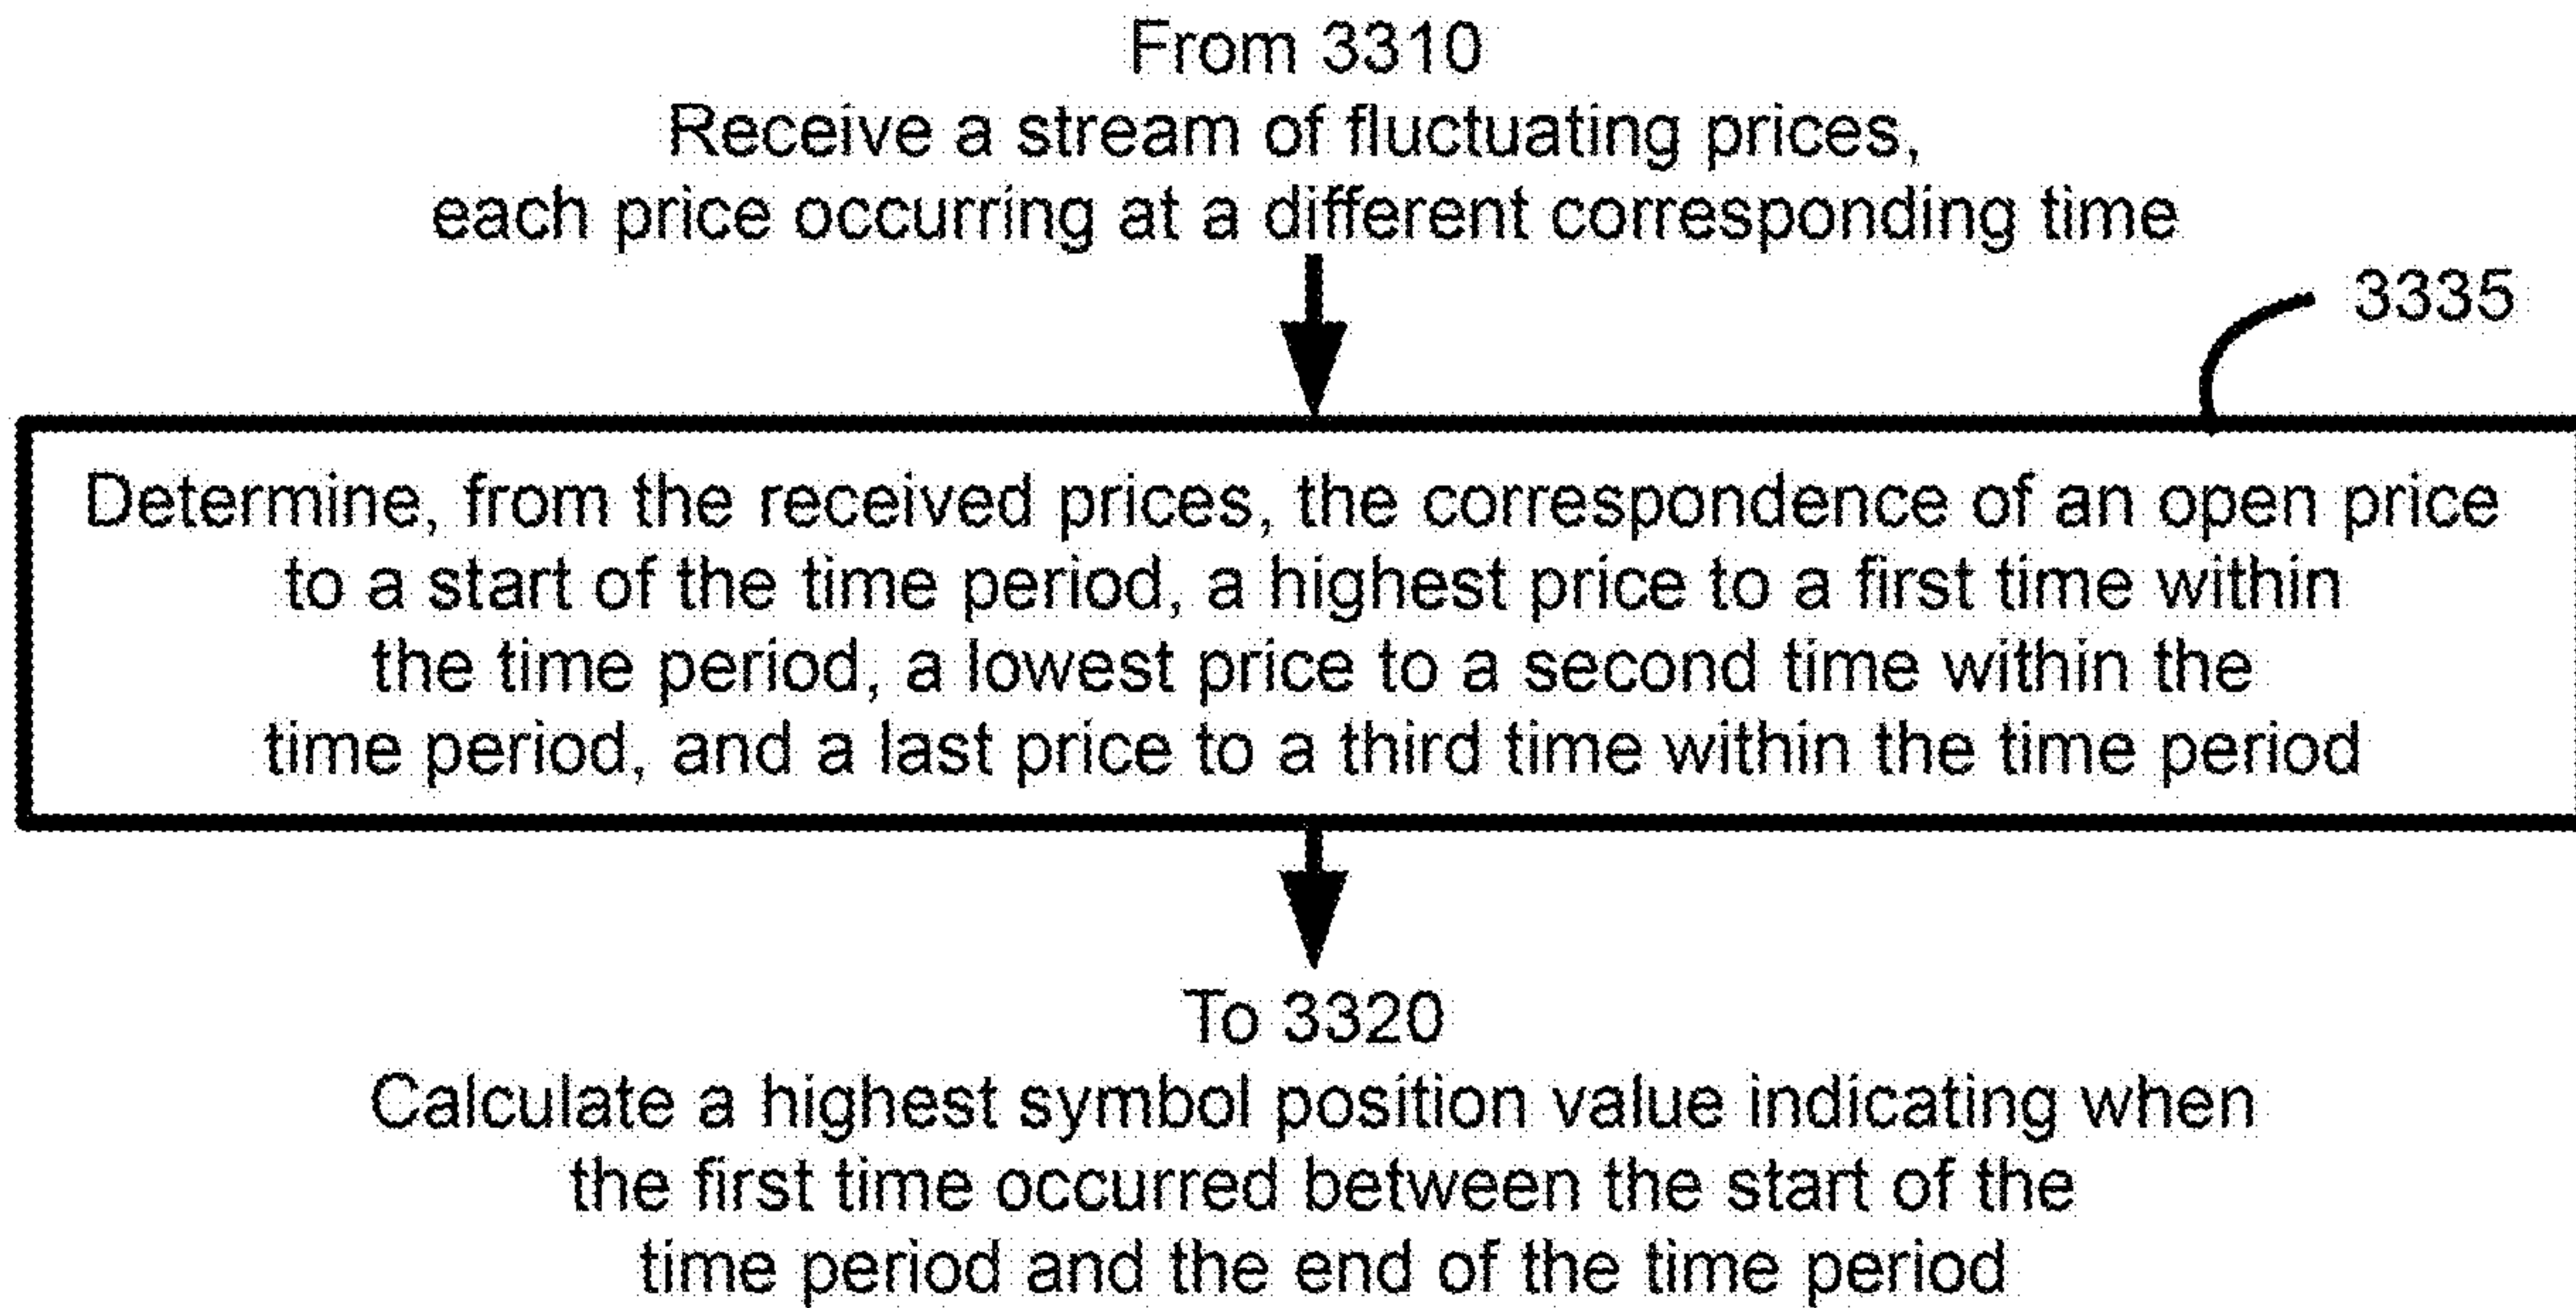 From 3310
Receive a stream of fluctuating prices,
each price occurring at a different corresponding time
3335
Determine, from the received prices, the correspondence of an open price
to a start of the time period, a highest price to a first time within
the time period, a lowest price to a second time within the
time period, and a last price to a third time within the time period
To 3320
Calculate a highest symbol position value indicating when
the first time occurred between the start of the
time period and the end of the time period